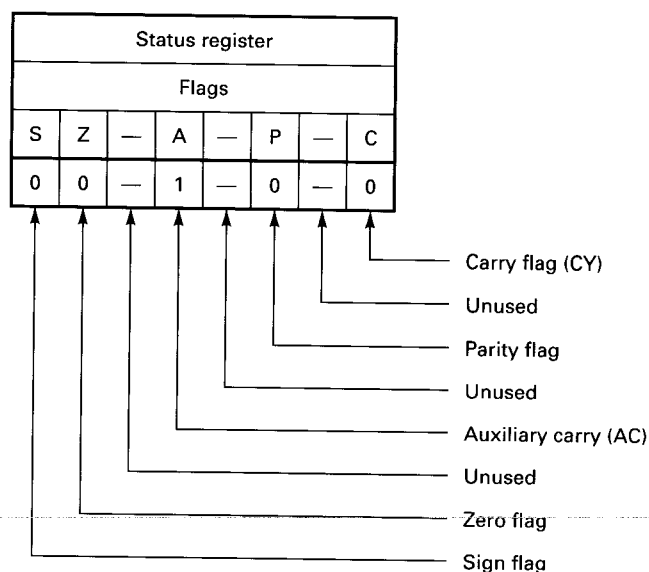 Status register
Flags
S Z — A — P — C
0 0 — 1 — 0 — 0
Carry flag (CY)
Unused
Parity flag
Unused
Auxiliary carry (AC)
Unused
Zero flag
Sign flag